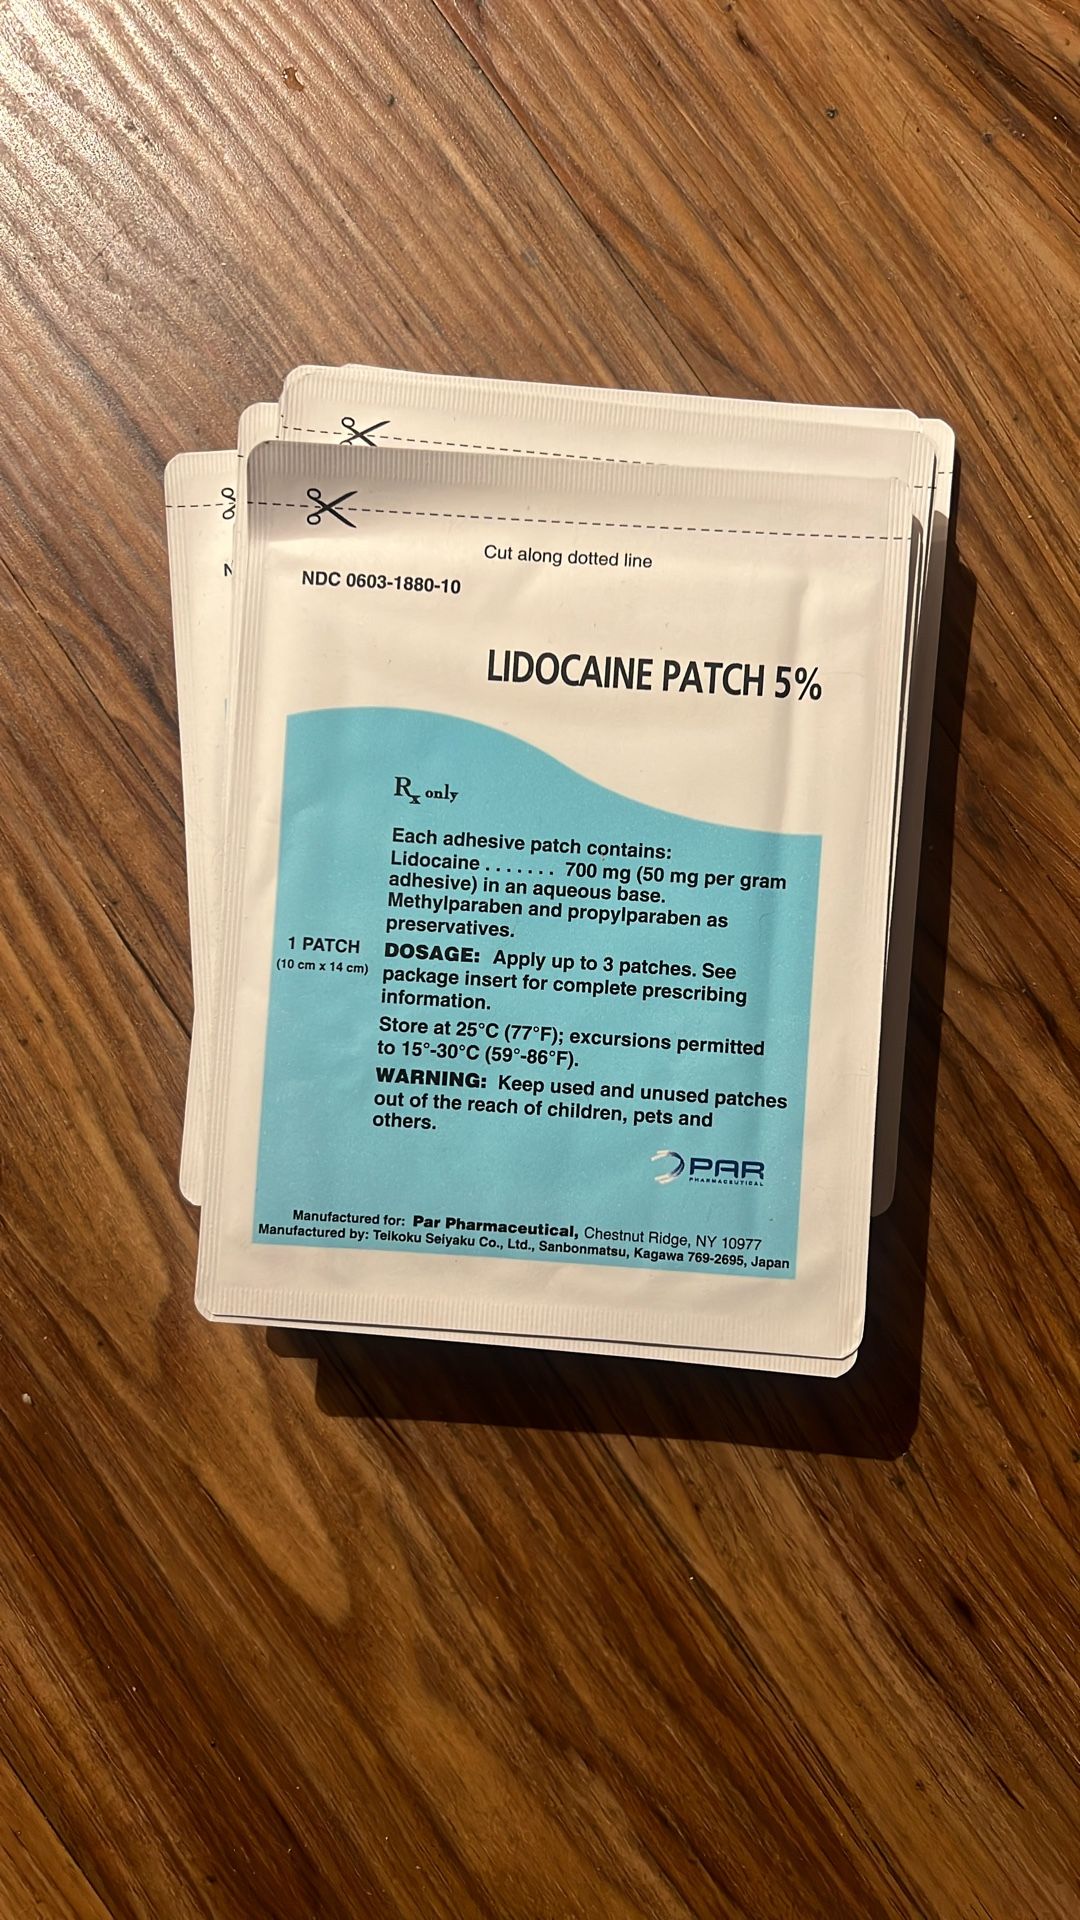 Cut along dotted line
NDC 0603-1880-10
LIDOCAINE PATCH 5%
Rx only
Each adhesive patch contains:
Lidocaine . . . . . . . 700 mg (50 mg per gram
adhesive) in an aqueous base.
Methylparaben and propylparaben as
preservatives.
1 PATCH
(10 cm x 14 cm)
DOSAGE: Apply up to 3 patches. See
package insert for complete prescribing
information.
Store at 25°C (77°F); excursions permitted
to 15°-30°C (59°-86°F).
WARNING: Keep used and unused patches
out of the reach of children, pets and
others.
PAR
PHARMACEUTICAL
Manufactured for: Par Pharmaceutical, Chestnut Ridge, NY 10977
Manufactured by: Teikoku Seiyaku Co., Ltd., Sanbonmatsu, Kagawa 769-2695, Japan
N